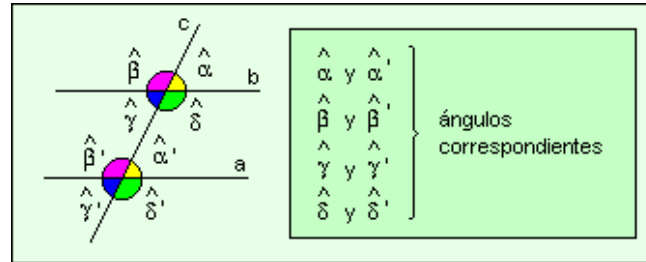 c
β̂ α̂ b
γ̂ δ̂
β̂' α̂' a
γ̂' δ̂'
α̂ y α̂'
β̂ y β̂'
γ̂ y γ̂'
δ̂ y δ̂'
ángulos
correspondientes